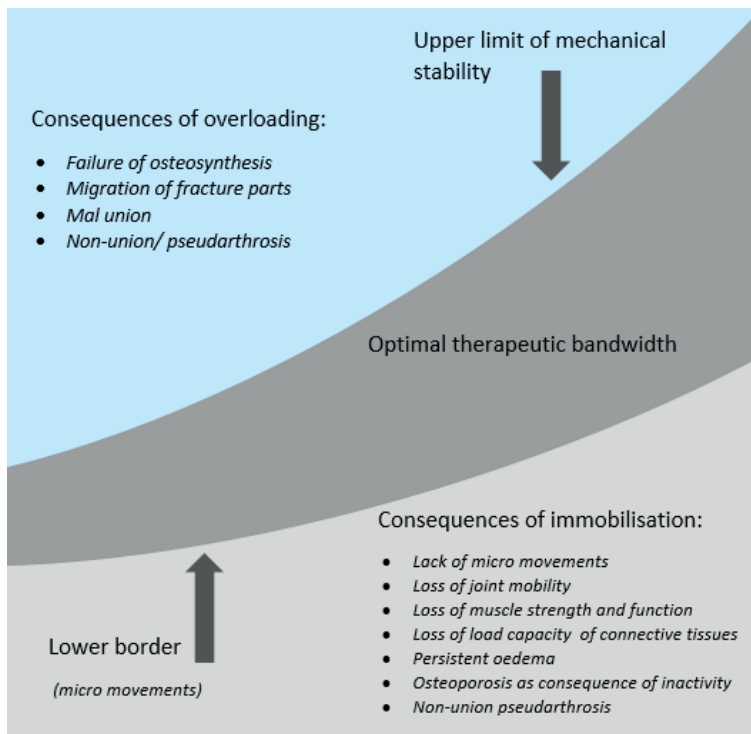 Upper limit of mechanical
stability
Consequences of overloading:
• Failure of osteosynthesis
• Migration of fracture parts
• Mal union
• Non-union/ pseudarthrosis
Optimal therapeutic bandwidth
Consequences of immobilisation:
• Lack of micro movements
• Loss of joint mobility
• Loss of muscle strength and function
• Loss of load capacity of connective tissues
• Persistent oedema
• Osteoporosis as consequence of inactivity
• Non-union pseudarthrosis
Lower border
(micro movements)